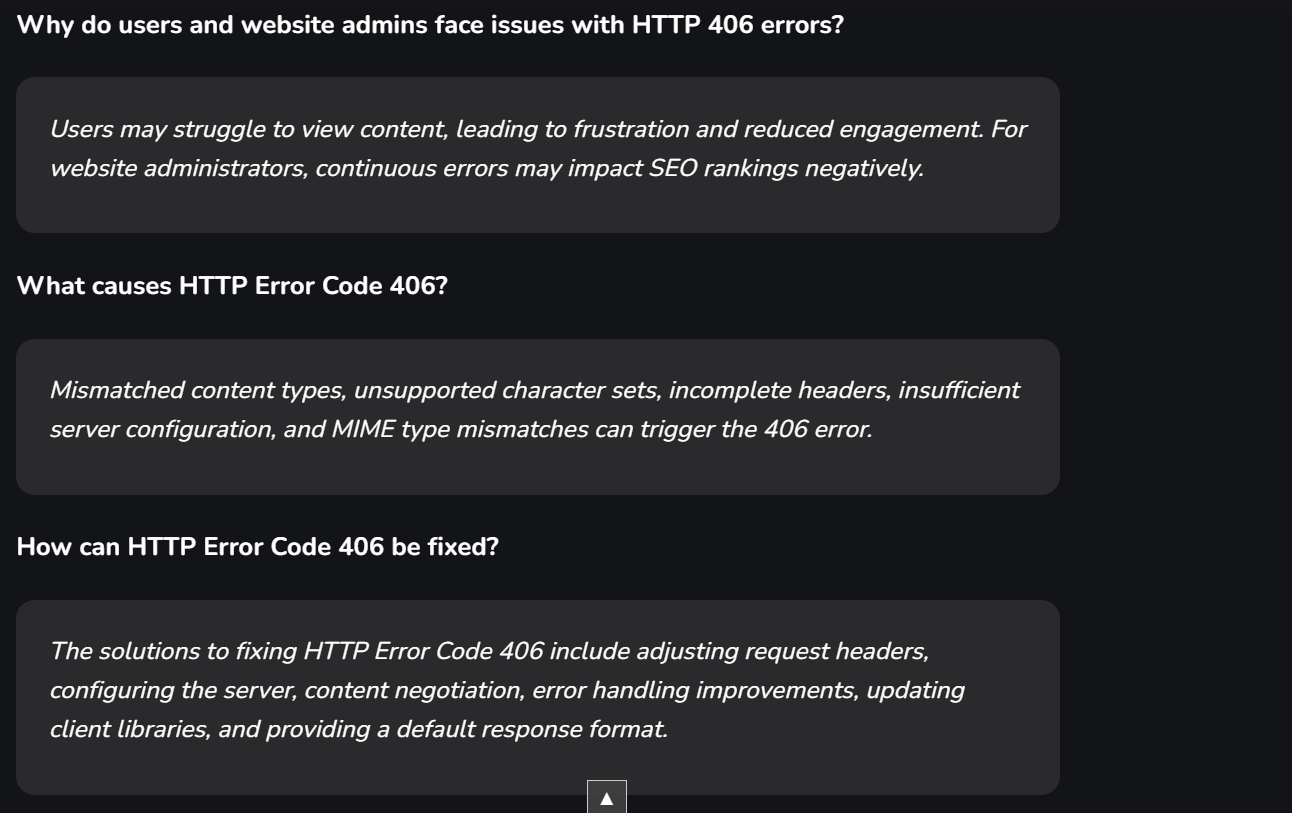 Why do users and website admins face issues with HTTP 406 errors?
Users may struggle to view content, leading to frustration and reduced engagement. For
website administrators, continuous errors may impact SEO rankings negatively.
What causes HTTP Error Code 406?
Mismatched content types, unsupported character sets, incomplete headers, insufficient
server configuration, and MIME type mismatches can trigger the 406 error.
How can HTTP Error Code 406 be fixed?
The solutions to fixing HTTP Error Code 406 include adjusting request headers,
configuring the server, content negotiation, error handling improvements, updating
client libraries, and providing a default response format.